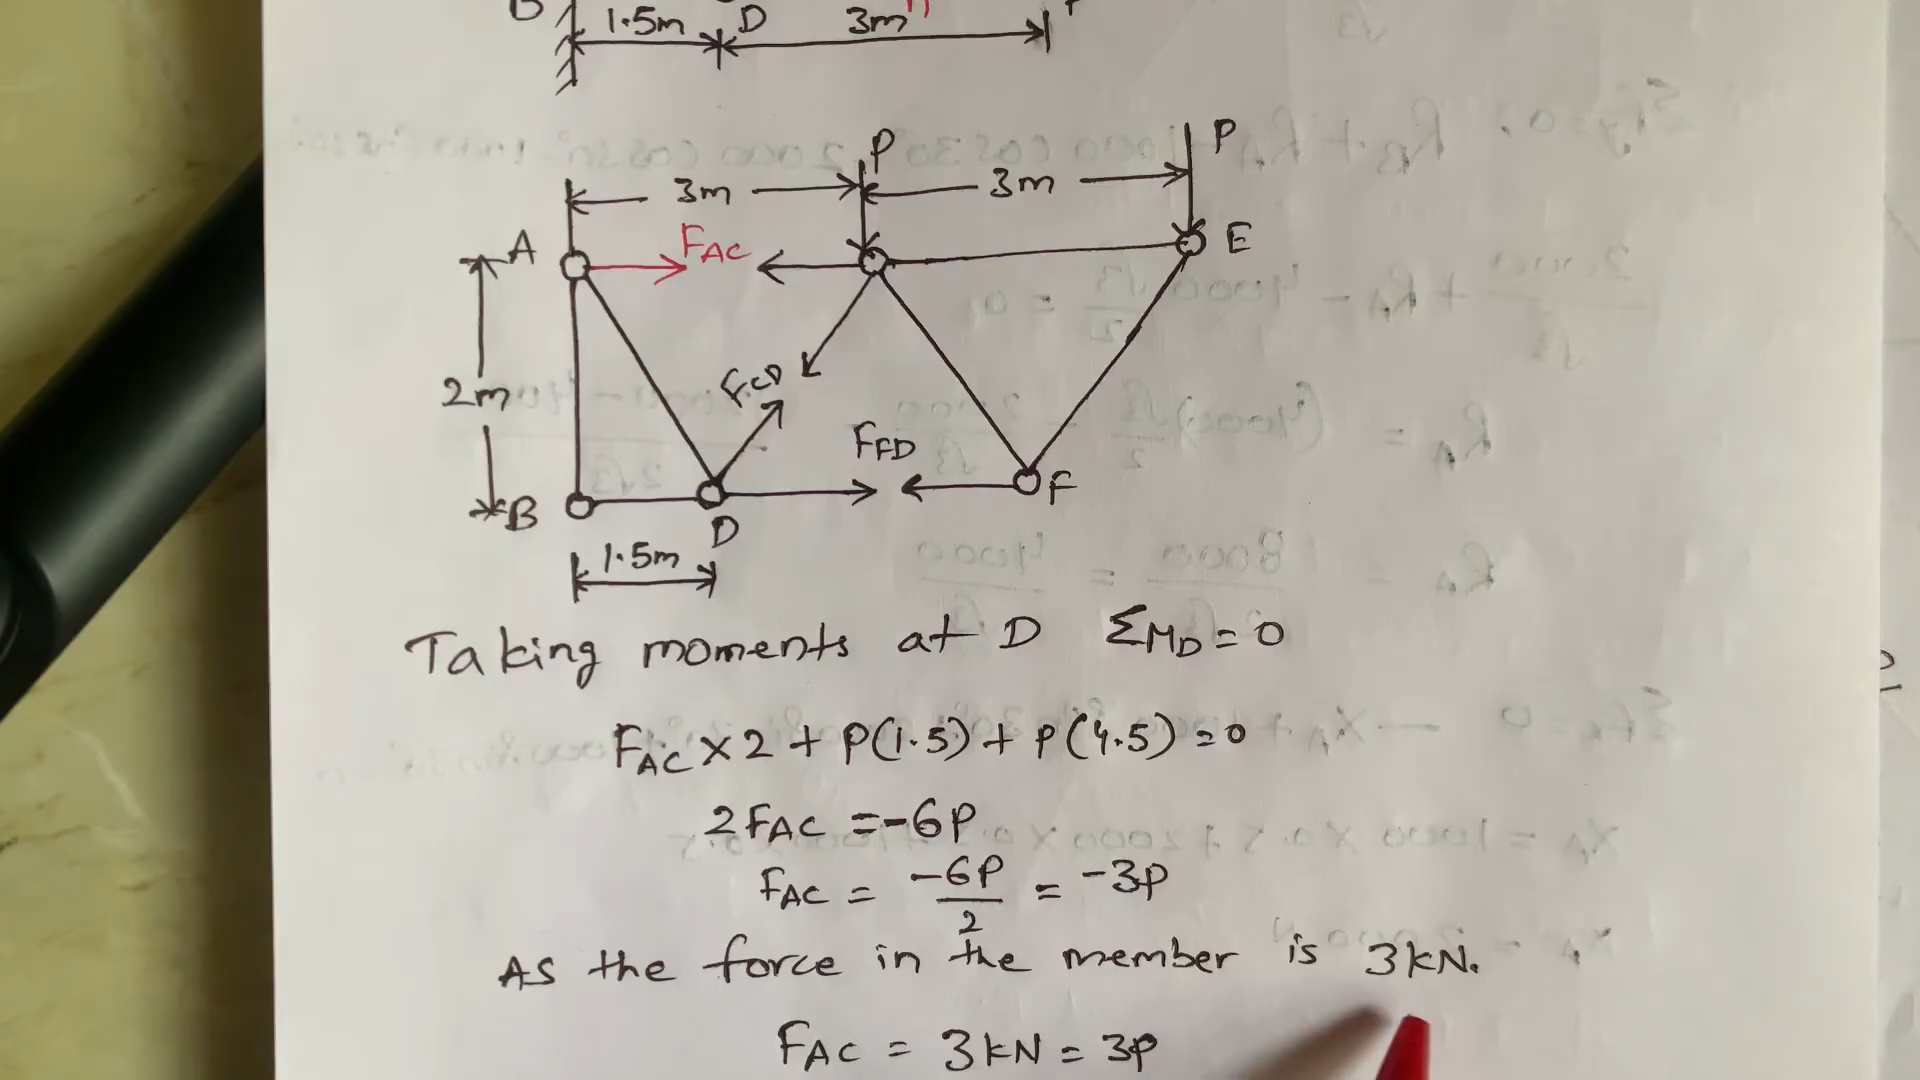 B 1.5m D 3m
P P
3m 3m
A FAC E
2m FCD
FFD
B D F
1.5m
Taking moments at D ΣMD = 0
FAC × 2 + P(1.5) + P(4.5) = 0
2FAC = -6P
FAC = -6P/2 = -3P
As the force in the member is 3kN.
FAC = 3kN = 3P